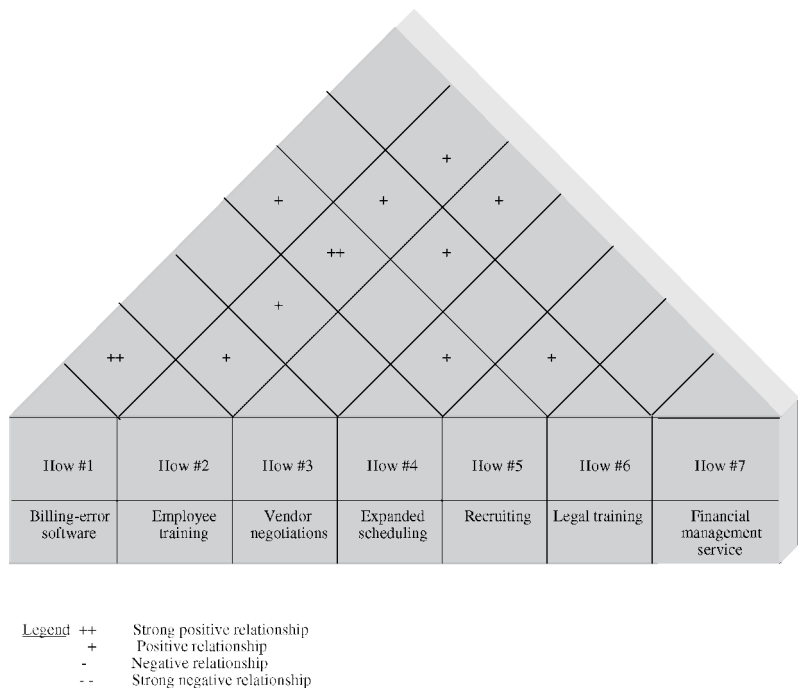 +
+ + +
++ +
+
++ + + +
How #1 How #2 How #3 How #4 How #5 How #6 How #7
Billing-error software
Employee training
Vendor negotiations
Expanded scheduling
Recruiting
Legal training
Financial management service
Legend ++ Strong positive relationship
+ Positive relationship
- Negative relationship
- - Strong negative relationship